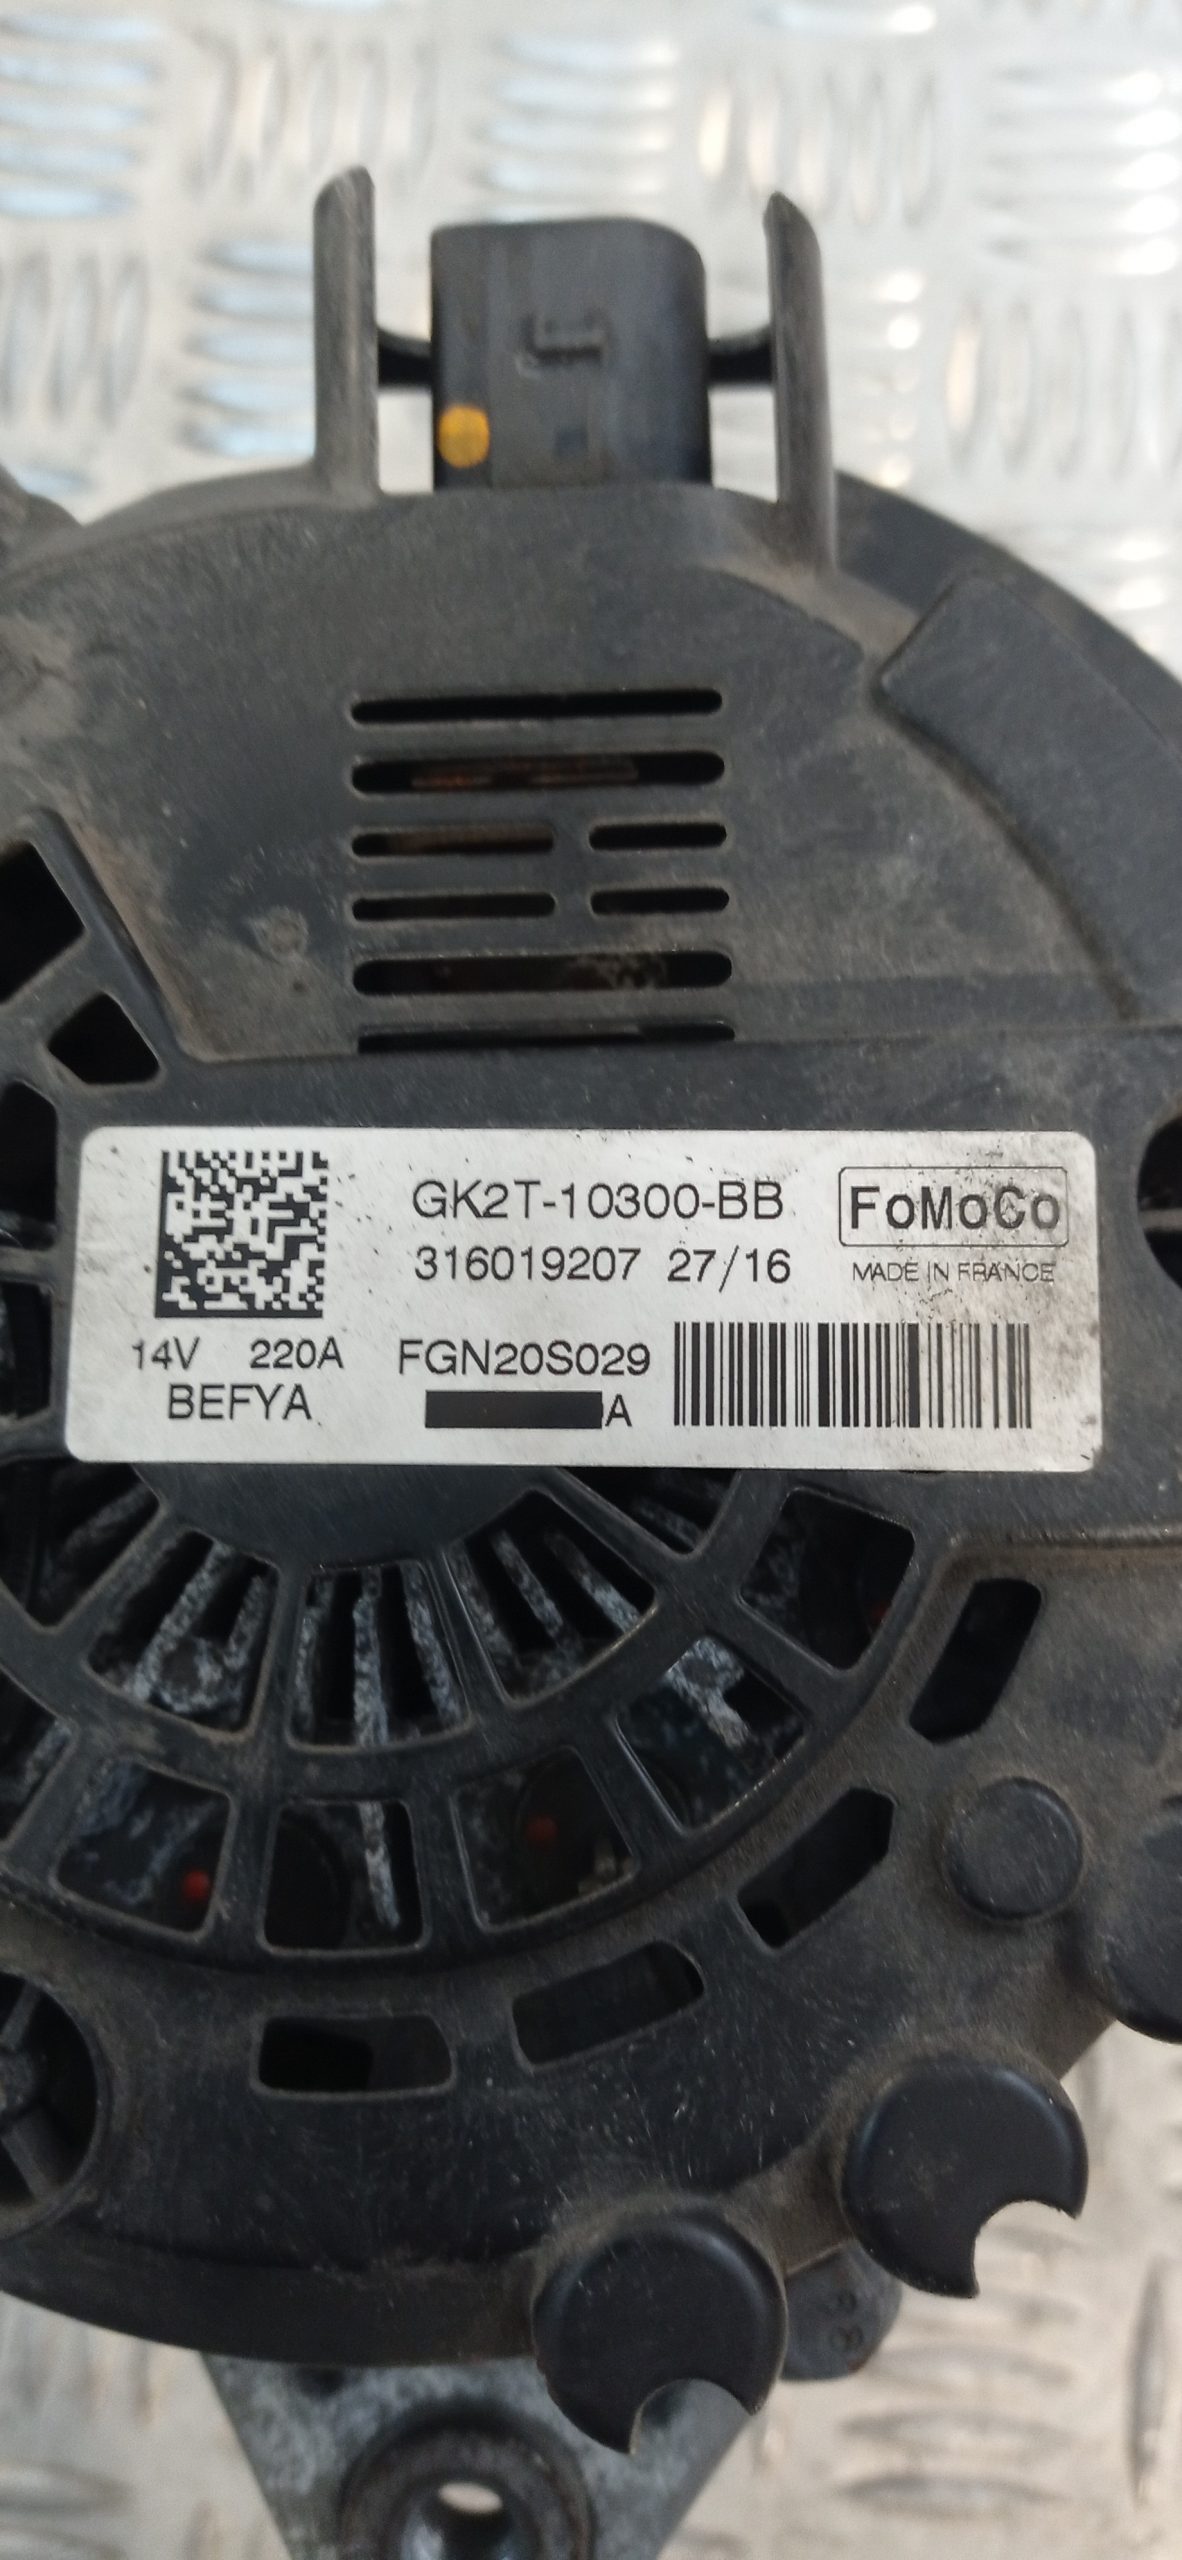 GK2T-10300-BB
FoMoCo
316019207 27/16
MADE IN FRANCE
14V 220A
FGN20S029
BEFYA
A